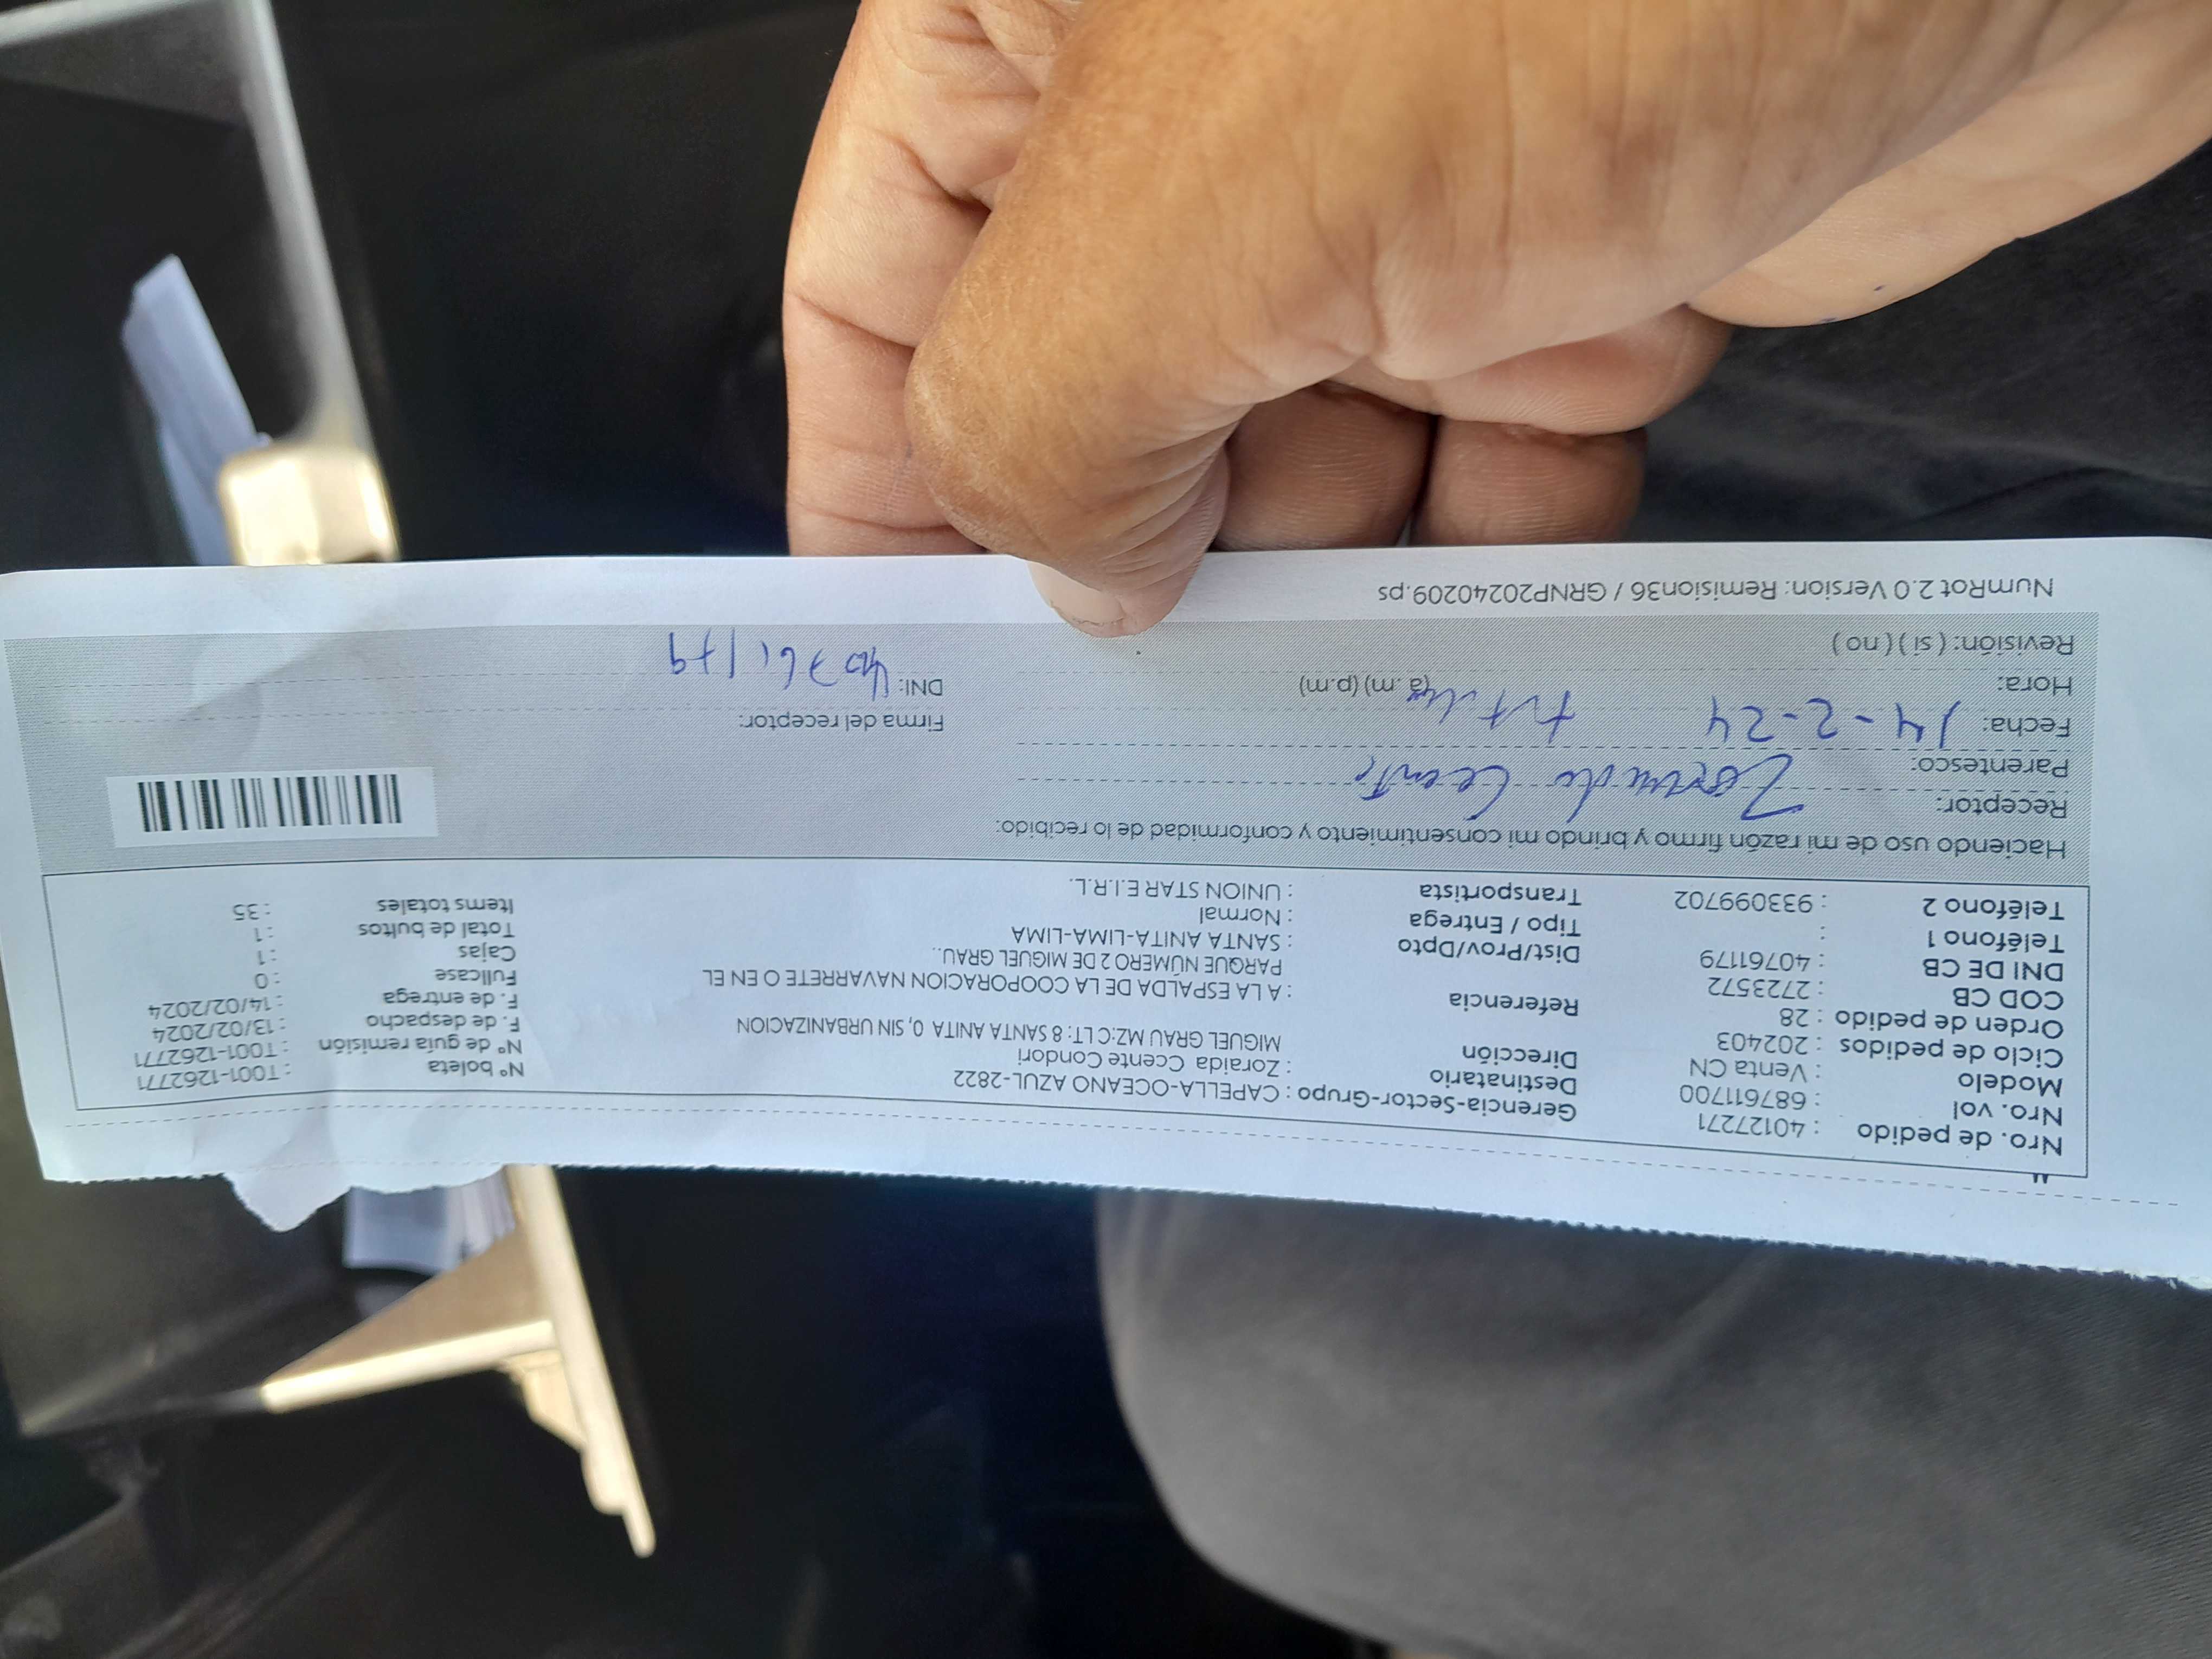 Nro. de pedido : 40127271
Nro. vol : 687611700
Modelo : Venta CN
Ciclo de pedidos : 202403
Orden de pedido : 28
COD CB : 2723572
DNI DE CB : 40761179
Teléfono 1 :
Teléfono 2 : 933099702
Gerencia-Sector-Grupo : CAPELLA-OCEANO AZUL-2822
Destinatario : Zoraida Ccente Condori
Dirección MIGUEL GRAU MZ:C LT: 8 SANTA ANITA 0, SIN URBANIZACION
Referencia : A LA ESPALDA DE LA COOPORACION NAVARRETE O EN EL
PARQUE NÚMERO 2 DE MIGUEL GRAU..
Dist/Prov/Dpto : SANTA ANITA-LIMA-LIMA
Tipo / Entrega : Normal
Transportista : UNION STAR E.I.R.L.
N° boleta : T001-1262771
N° de guía remisión : T001-1262771
F. de despacho : 13/02/2024
F. de entrega : 14/02/2024
Fullcase : 0
Cajas : 1
Total de bultos : 1
Items totales : 35
Haciendo uso de mi razón firmo y brindo mi consentimiento y conformidad de lo recibido:
Receptor:
Parentesco:
Fecha: 14-2-24
Hora: (a.m) (p.m)
Revisión: ( si ) ( no )
Firma del receptor:
DNI: 40761179
NumRot 2.0 Version: Remision36 / GRNP20240209.ps